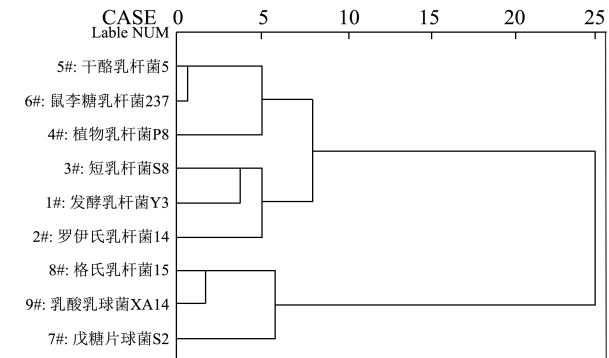 CASE 0 5 10 15 20 25
Lable NUM
5#: 干酪乳杆菌5
6#: 鼠李糖乳杆菌237
4#: 植物乳杆菌P8
3#: 短乳杆菌S8
1#: 发酵乳杆菌Y3
2#: 罗伊氏乳杆菌14
8#: 格氏乳杆菌15
9#: 乳酸乳球菌XA14
7#: 戊糖片球菌S2